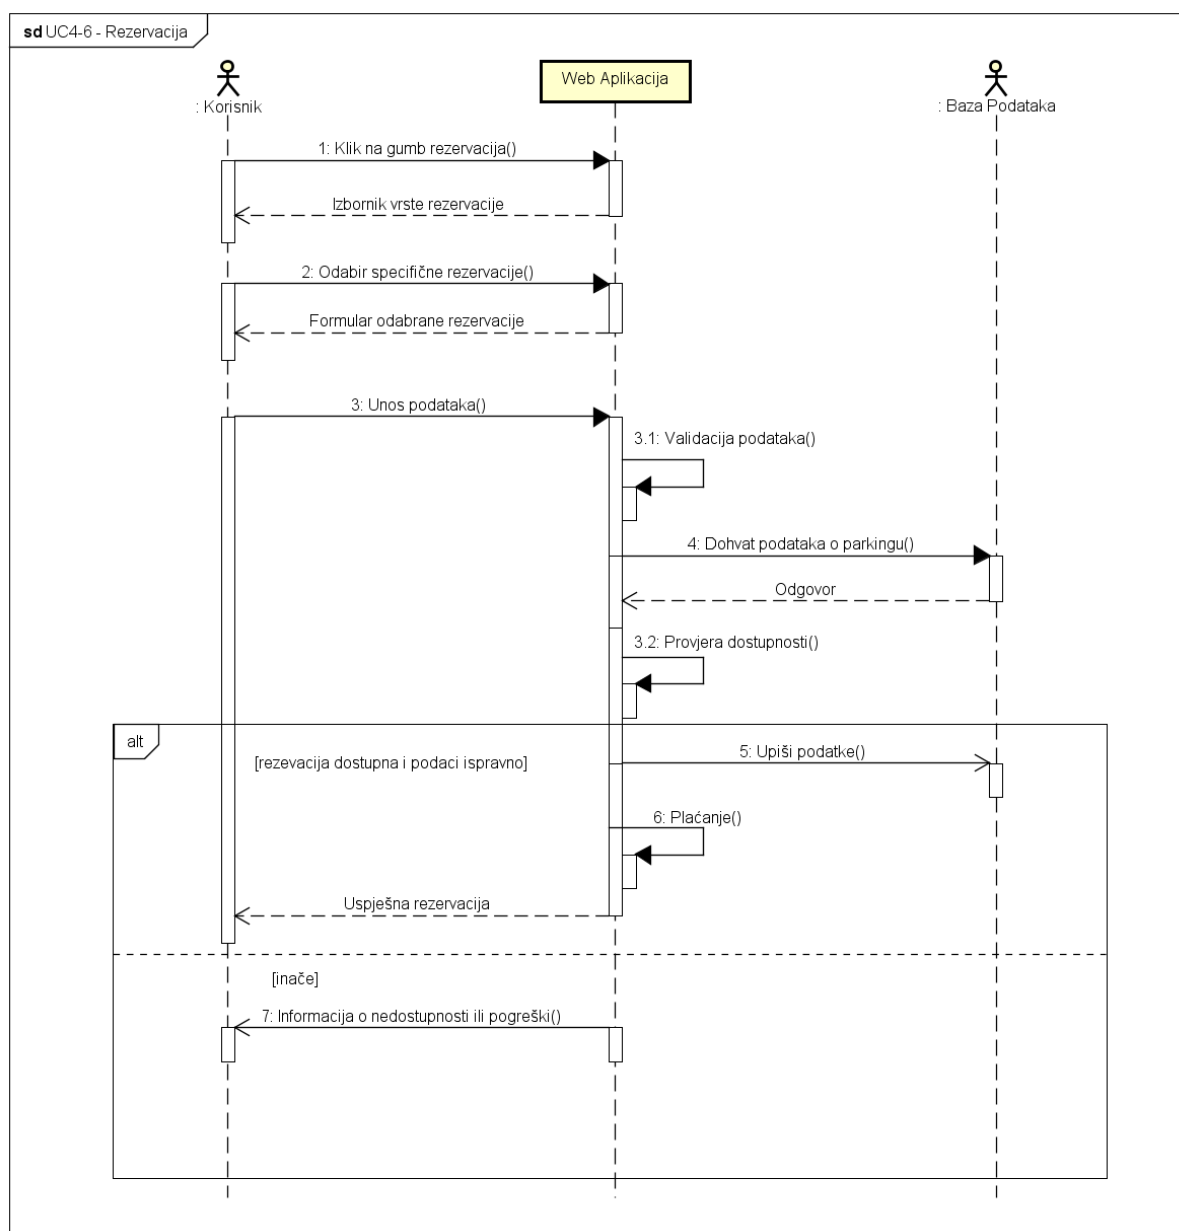 sd UC4-6 - Rezervacija
: Korisnik
Web Aplikacija
: Baza Podataka
1: Klik na gumb rezervacija()
Izbornik vrste rezervacije
2: Odabir specifične rezervacije()
Formular odabrane rezervacije
3: Unos podataka()
3.1: Validacija podataka()
4: Dohvat podataka o parkingu()
Odgovor
3.2: Provjera dostupnosti()
alt
[rezevacija dostupna i podaci ispravno]
5: Upiši podatke()
6: Plaćanje()
Uspješna rezervacija
[inače]
7: Informacija o nedostupnosti ili pogreški()